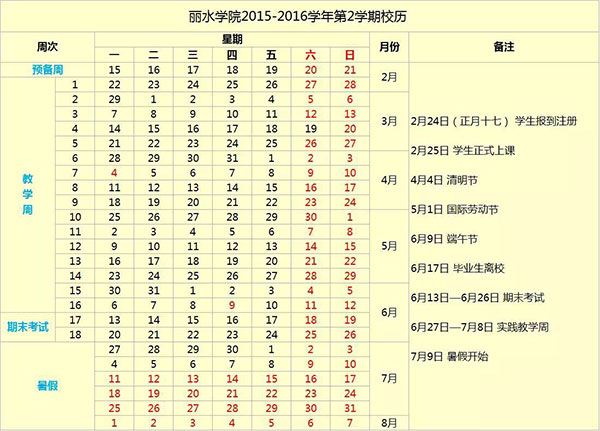 丽水学院2015-2016学年第2学期校历
周次 星期 月份 备注
一 二 三 四 五 六 日
预备周 15 16 17 18 19 20 21 2月
1 22 23 24 25 26 27 28
2 29 1 2 3 4 5 6 3月
3 7 8 9 10 11 12 13
4 14 15 16 17 18 19 20
5 21 22 23 24 25 26 27
6 28 29 30 31 1 2 3 4月
7 4 5 6 7 8 9 10
8 11 12 13 14 15 16 17
9 18 19 20 21 22 23 24
10 25 26 27 28 29 30 1
11 2 3 4 5 6 7 8 5月
12 9 10 11 12 13 14 15
13 16 17 18 19 20 21 22
14 23 24 25 26 27 28 29
教学周
15 30 31 1 2 3 4 5 6月
16 6 7 8 9 10 11 12
期末考试 17 13 14 15 16 17 18 19
18 20 21 22 23 24 25 26
暑假 27 28 29 30 1 2 3 7月
4 5 6 7 8 9 10
11 12 13 14 15 16 17
18 19 20 21 22 23 24
25 26 27 28 29 30 31
1 2 3 4 5 6 7 8月
2月24日（正月十七） 学生报到注册
2月25日 学生正式上课
4月4日 清明节
5月1日 国际劳动节
6月9日 端午节
6月17日 毕业生离校
6月13日—6月26日 期末考试
6月27日—7月8日 实践教学周
7月9日 暑假开始